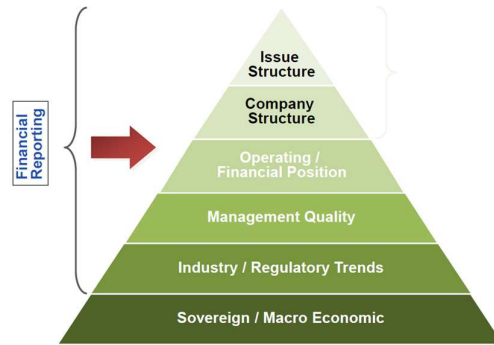 Issue
Structure
Company
Structure
Financial
Reporting
Operating /
Financial Position
Management Quality
Industry / Regulatory Trends
Sovereign / Macro Economic